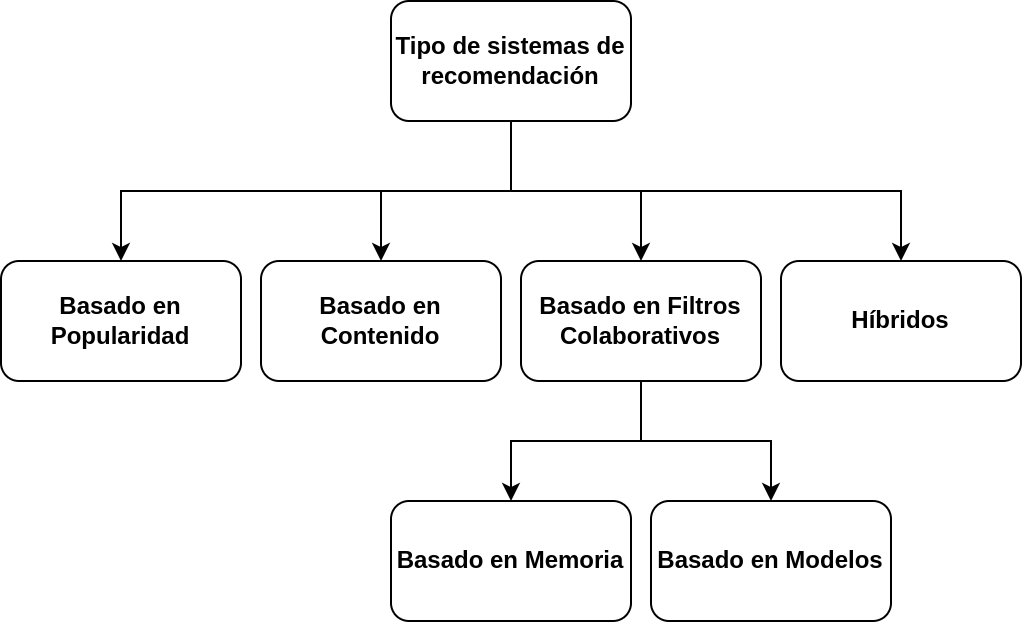 Tipo de sistemas de
recomendación
Basado en
Popularidad
Basado en
Contenido
Basado en Filtros
Colaborativos
Híbridos
Basado en Memoria
Basado en Modelos